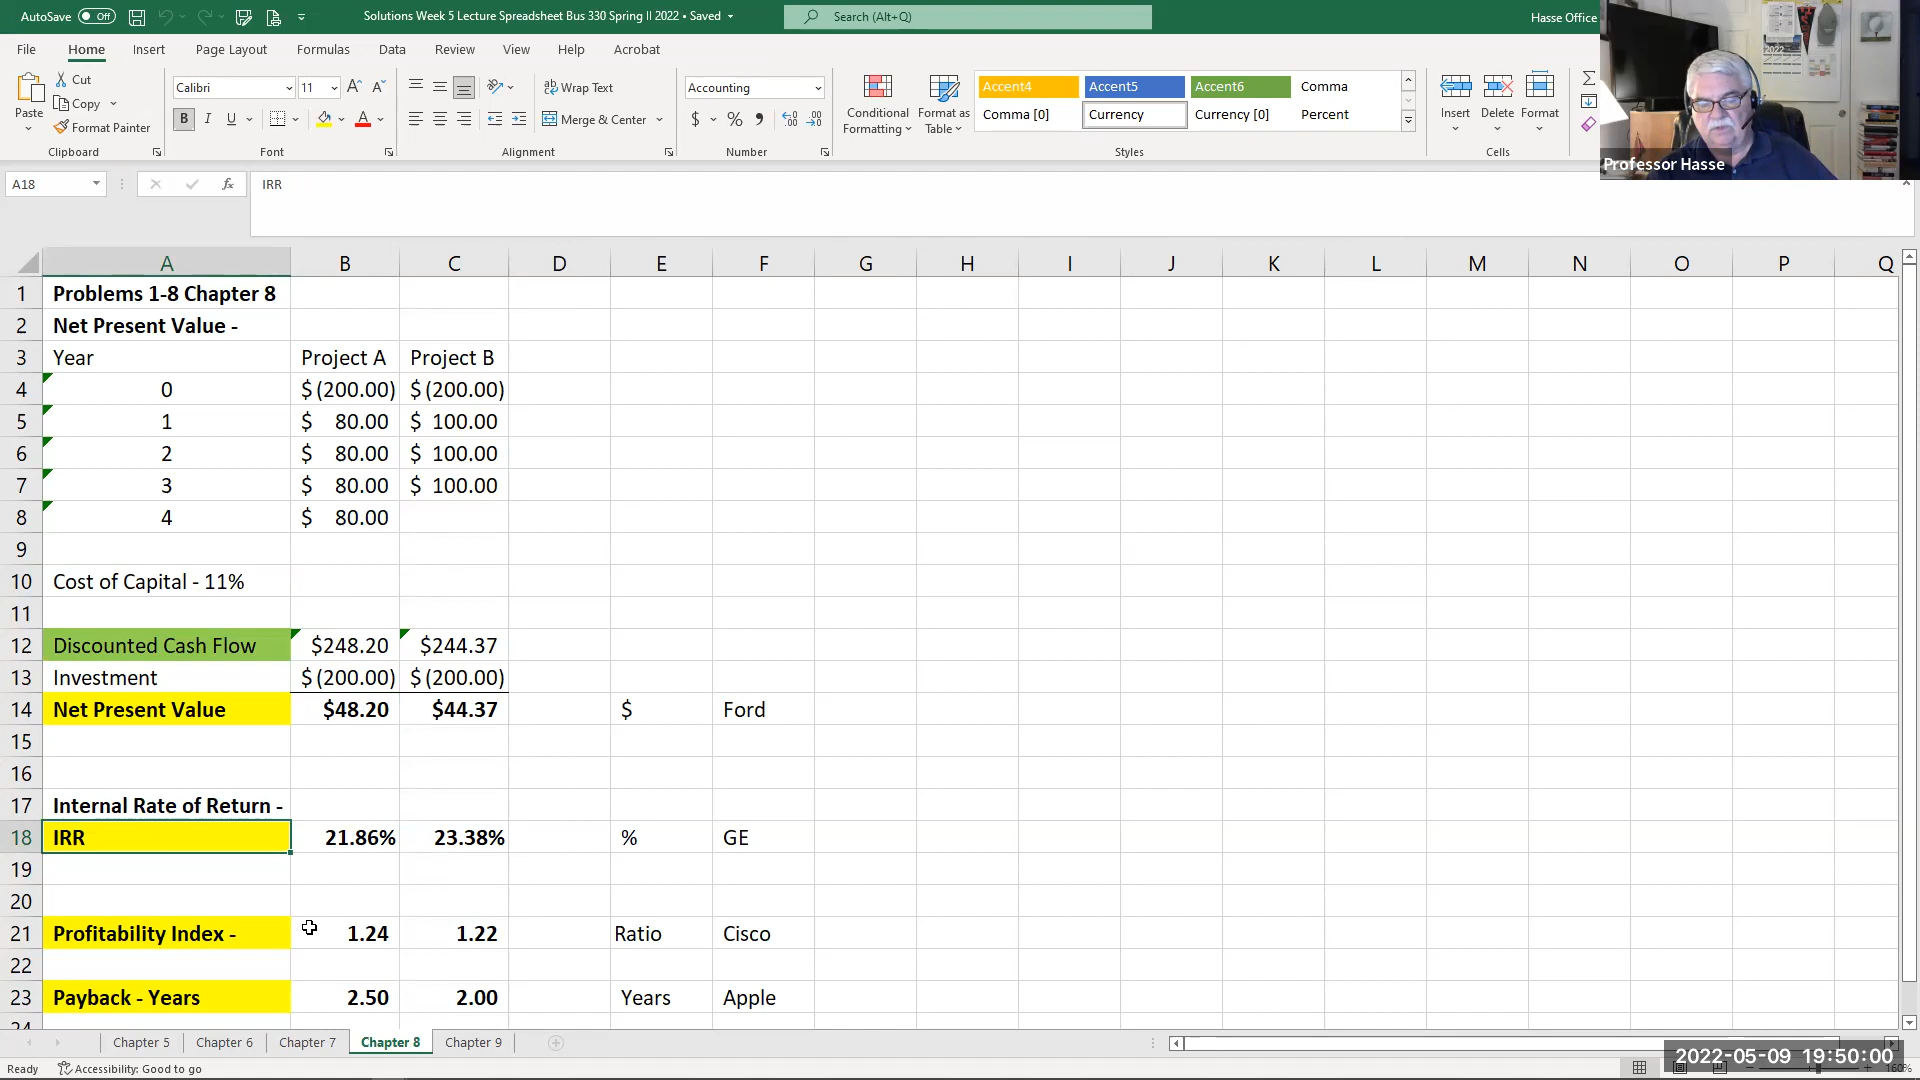 AutoSave Off Solutions Week 5 Lecture Spreadsheet Bus 330 Spring II 2022 • Saved Search (Alt+Q) Hasse Office
File Home Insert Page Layout Formulas Data Review View Help Acrobat
Paste Cut Copy Format Painter Clipboard
Calibri 11 B I U Font
Wrap Text Merge & Center Alignment
Accounting $ % Number
Conditional Formatting Format as Table
Accent4 Accent5 Accent6 Comma
Comma [0] Currency Currency [0] Percent
Styles
Insert Delete Format Cells
Professor Hasse
A18 fx IRR
A B C D E F G H I J K L M N O P Q
1 Problems 1-8 Chapter 8
2 Net Present Value -
3 Year Project A Project B
4 0 $ (200.00) $ (200.00)
5 1 $ 80.00 $ 100.00
6 2 $ 80.00 $ 100.00
7 3 $ 80.00 $ 100.00
8 4 $ 80.00
9
10 Cost of Capital - 11%
11
12 Discounted Cash Flow $248.20 $244.37
13 Investment $ (200.00) $ (200.00)
14 Net Present Value $48.20 $44.37 $ Ford
15
16
17 Internal Rate of Return -
18 IRR 21.86% 23.38% % GE
19
20
21 Profitability Index - 1.24 1.22 Ratio Cisco
22
23 Payback - Years 2.50 2.00 Years Apple
24
Chapter 5 Chapter 6 Chapter 7 Chapter 8 Chapter 9
Ready Accessibility: Good to go
2022-05-09 19:50:00
160%